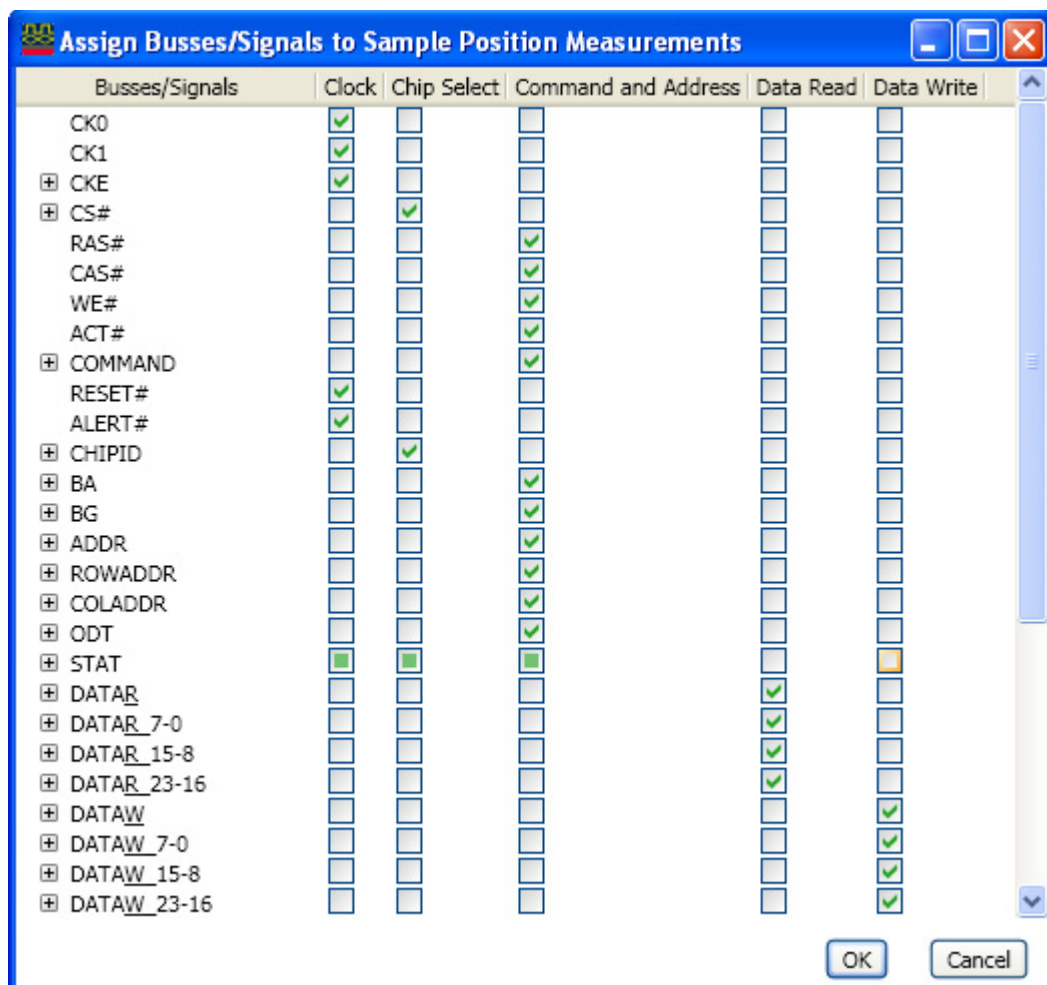 Assign Busses/Signals to Sample Position Measurements
Busses/Signals Clock Chip Select Command and Address Data Read Data Write
CK0
CK1
CKE
CS#
RAS#
CAS#
WE#
ACT#
COMMAND
RESET#
ALERT#
CHIPID
BA
BG
ADDR
ROWADDR
COLADDR
ODT
STAT
DATAR
DATAR_7-0
DATAR_15-8
DATAR_23-16
DATAW
DATAW_7-0
DATAW_15-8
DATAW_23-16
OK Cancel